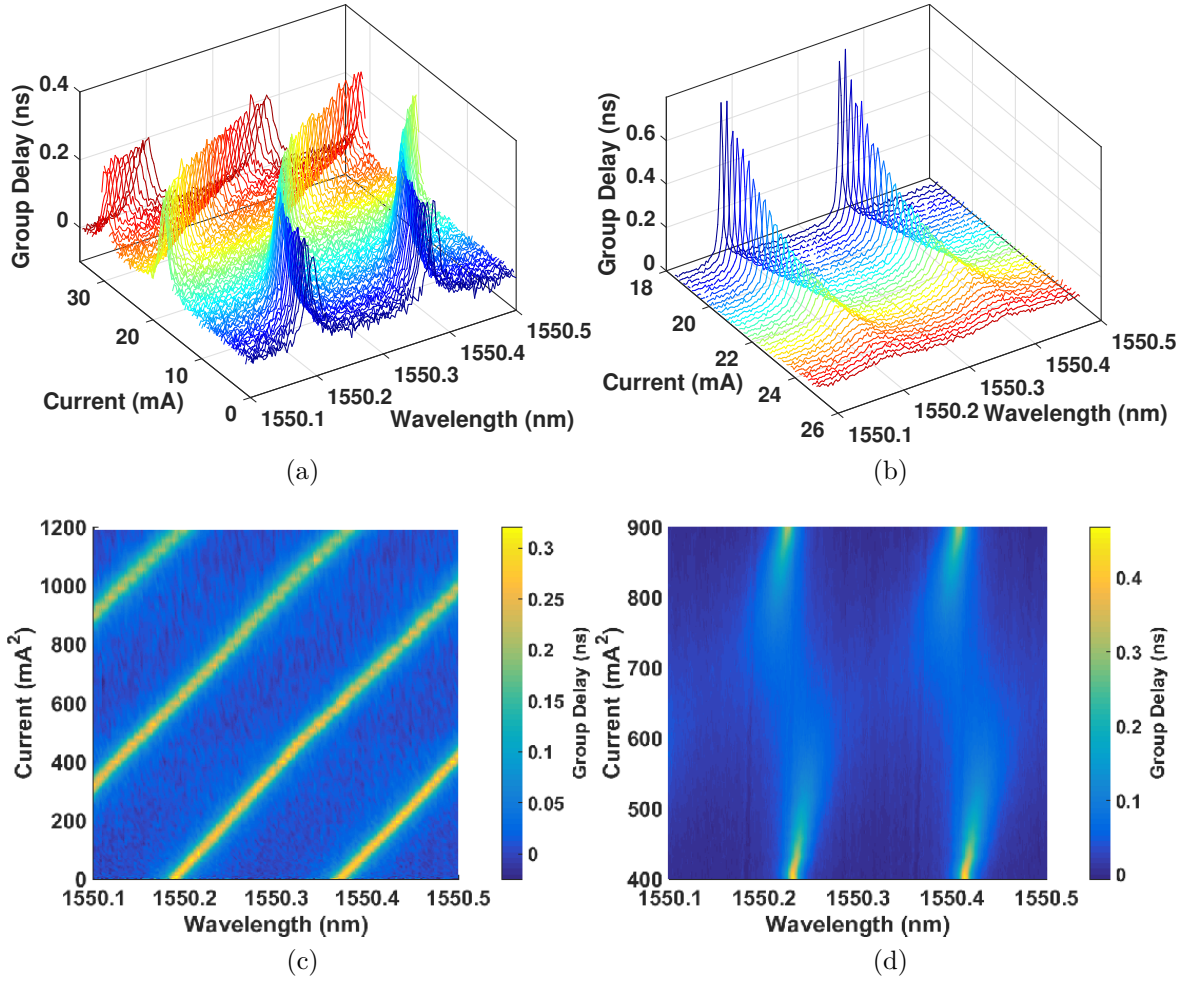 Group Delay (ns)
0.4
0.2
0
30
20
10
0
Current (mA)
1550.1
1550.2
1550.3
1550.4
1550.5
Wavelength (nm)
(a)
Group Delay (ns)
0.6
0.4
0.2
0
18
20
22
24
26
Current (mA)
1550.1
1550.2
1550.3
1550.4
1550.5
Wavelength (nm)
(b)
Current (mA²)
1200
1000
800
600
400
200
0
1550.1 1550.2 1550.3 1550.4 1550.5
Wavelength (nm)
0.3
0.25
0.2
0.15
0.1
0.05
0
Group Delay (ns)
(c)
Current (mA²)
900
800
700
600
500
400
1550.1 1550.2 1550.3 1550.4 1550.5
Wavelength (nm)
0.4
0.3
0.2
0.1
0
Group Delay (ns)
(d)